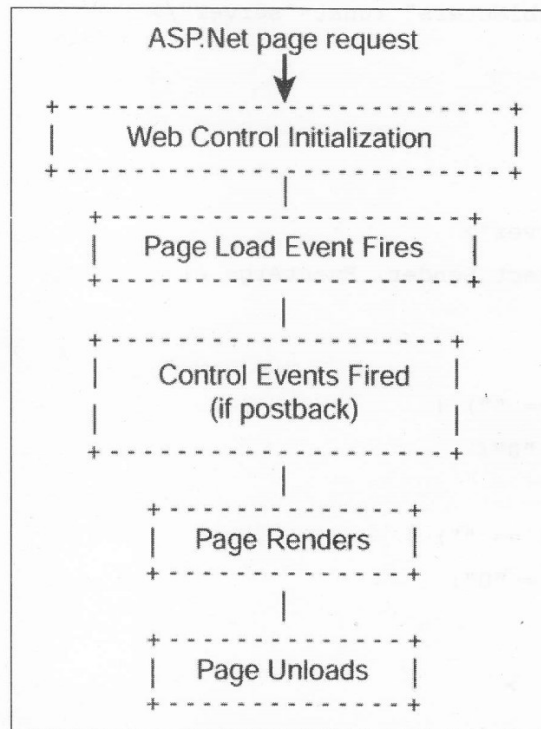 ASP.Net page request
Web Control Initialization
Page Load Event Fires
Control Events Fired
(if postback)
Page Renders
Page Unloads